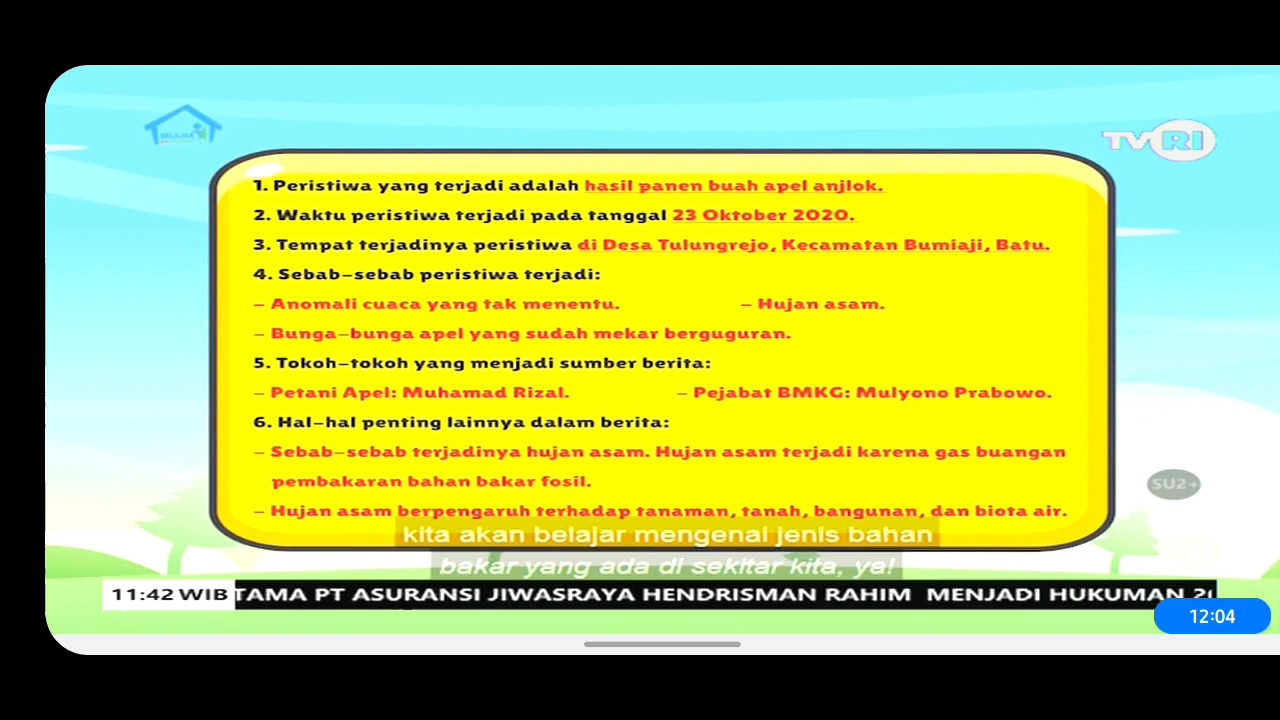 BELAJAR
TVRI
1. Peristiwa yang terjadi adalah hasil panen buah apel anjlok.
2. Waktu peristiwa terjadi pada tanggal 23 Oktober 2020.
3. Tempat terjadinya peristiwa di Desa Tulungrejo, Kecamatan Bumiaji, Batu.
4. Sebab-sebab peristiwa terjadi:
- Anomali cuaca yang tak menentu. - Hujan asam.
- Bunga-bunga apel yang sudah mekar berguguran.
5. Tokoh-tokoh yang menjadi sumber berita:
- Petani Apel: Muhamad Rizal. - Pejabat BMKG: Mulyono Prabowo.
6. Hal-hal penting lainnya dalam berita:
- Sebab-sebab terjadinya hujan asam. Hujan asam terjadi karena gas buangan
pembakaran bahan bakar fosil.
SU2+
- Hujan asam berpengaruh terhadap tanaman, tanah, bangunan, dan biota air.
kita akan belajar mengenai jenis bahan
bakar yang ada di sekitar kita, ya!
11:42 WIB TAMA PT ASURANSI JIWASRAYA HENDRISMAN RAHIM MENJADI HUKUMAN
12:04